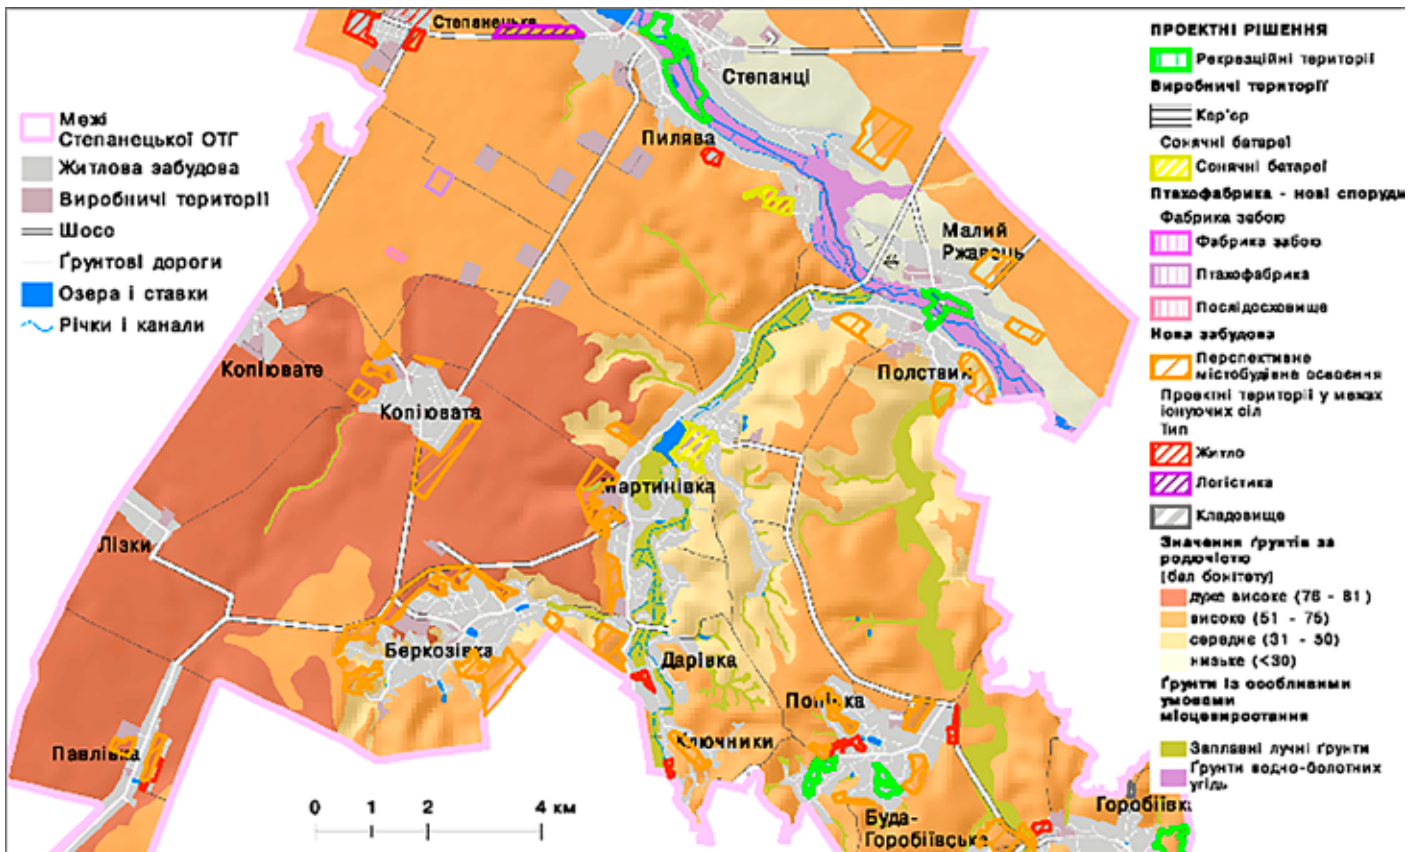 Межі
Степанецької ОТГ
Житлова забудова
Виробничі території
Шосе
Ґрунтові дороги
Озера і ставки
Річки і канали
Степанецьке
Степанці
Пилява
Малий
Ржавець
Копіювате
Копіювата
Полствин
Мартинівка
Лізки
Беркозівка
Дарівка
Попівка
Павлівка
Ключники
Буда-
Горобіївська
Горобіївка
0 1 2 4 км
ПРОЕКТНІ РІШЕННЯ
Рекреаційні території
Виробничі території
Кар'єр
Сонячні батареї
Сонячні батареї
Птахофабрика - нові споруди
Фабрика забою
Фабрика забою
Птахофабрика
Послідосховище
Нова забудова
Перспективне
містобудівне освоєння
Проектні території у межах
існуючих сіл
Тип
Житло
Логістика
Кладовище
Значення ґрунтів за
родючістю
(бал бонітету)
дуже високе (76 - 81)
високе (51 - 75)
середнє (31 - 50)
низьке (<30)
Ґрунти із особливими
умовами
місцевиростання
Заплавні лучні ґрунти
Ґрунти водно-болотних
угідь